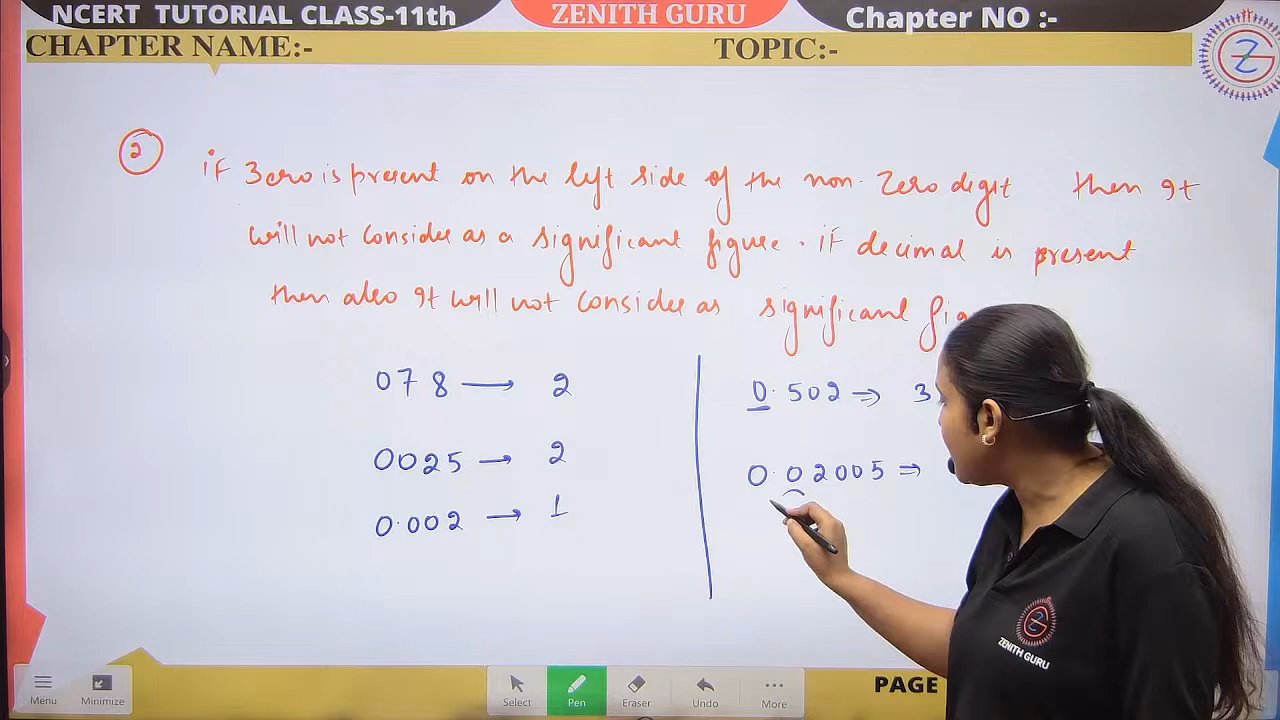 NCERT TUTORIAL CLASS-11th
ZENITH GURU
Chapter NO :-
CHAPTER NAME:-
TOPIC:-
2
if Zero is present on the left side of the non-Zero digit then It
will not consider as a significant figure. if decimal is present
then also It will not consider as significant
078 → 2
0025 → 2
0.002 → 1
0.502 ⇒ 3
0.02005 ⇒
ZENITH GURU
Menu
Minimize
Select
Pen
Eraser
Undo
More
PAGE